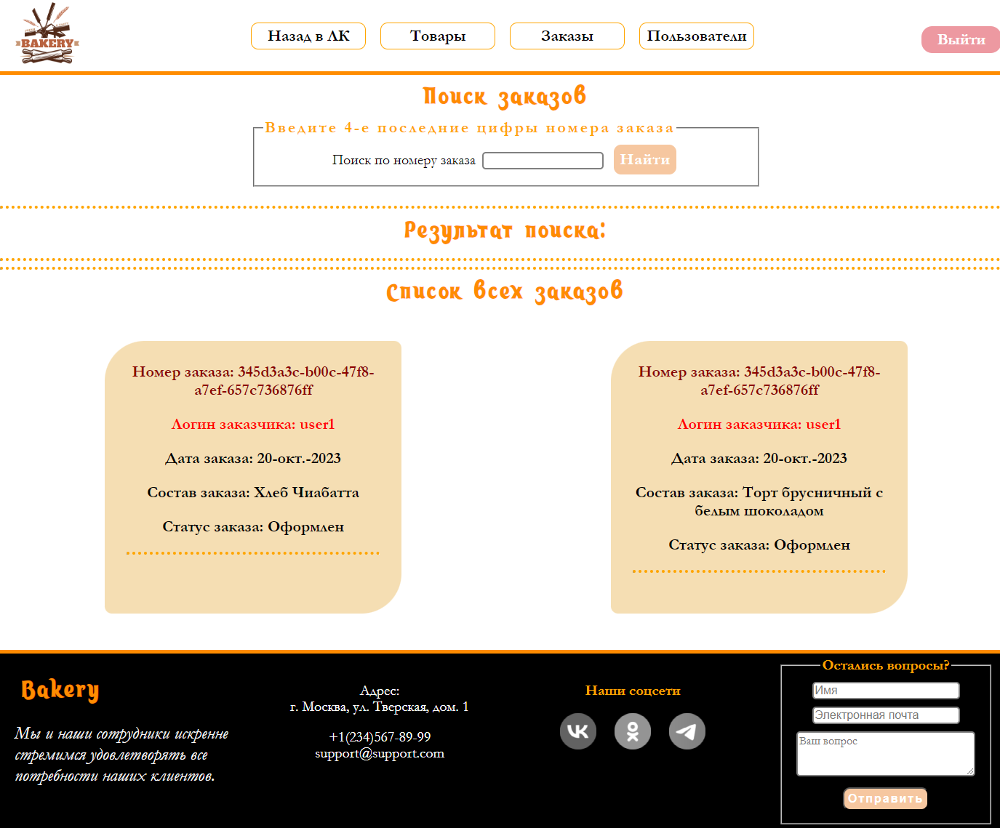 BAKERY
Назад в ЛК
Товары
Заказы
Пользователи
Выйти
Поиск заказов
Введите 4-е последние цифры номера заказа
Поиск по номеру заказа
Найти
Результат поиска:
Список всех заказов
Номер заказа: 345d3a3c-b00c-47f8-
a7ef-657c736876ff
Логин заказчика: user1
Дата заказа: 20-окт.-2023
Состав заказа: Хлеб Чиабатта
Статус заказа: Оформлен
Номер заказа: 345d3a3c-b00c-47f8-
a7ef-657c736876ff
Логин заказчика: user1
Дата заказа: 20-окт.-2023
Состав заказа: Торт брусничный с
белым шоколадом
Статус заказа: Оформлен
Bakery
Мы и наши сотрудники искренне
стремимся удовлетворять все
потребности наших клиентов.
Адрес:
г. Москва, ул. Тверская, дом. 1
+1(234)567-89-99
support@support.com
Наши соцсети
Остались вопросы?
Имя
Электронная почта
Ваш вопрос
Отправить